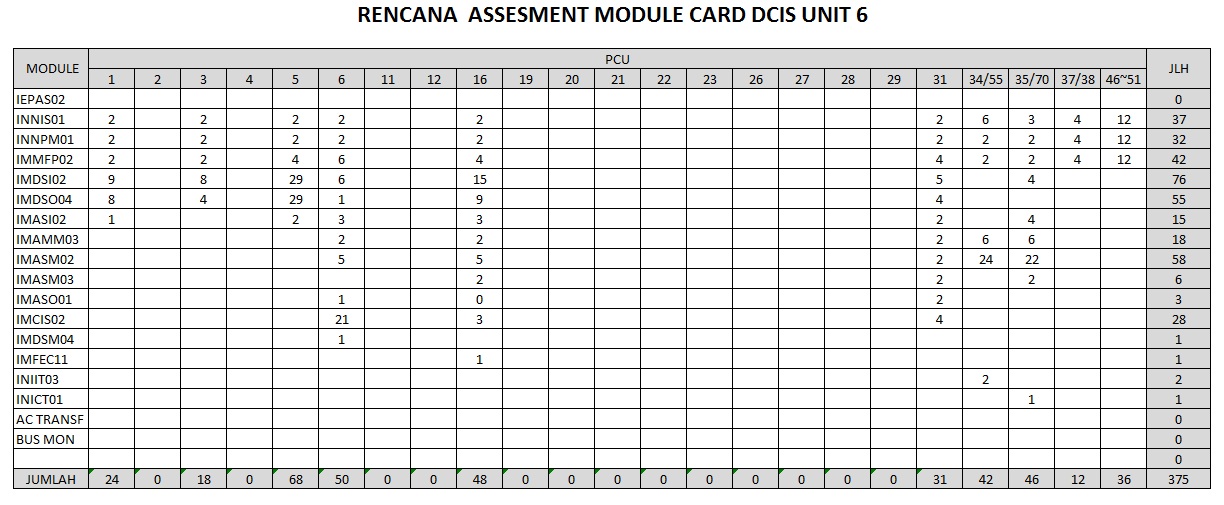 RENCANA ASSESMENT MODULE CARD DCIS UNIT 6
MODULE PCU JLH
1 2 3 4 5 6 11 12 16 19 20 21 22 23 26 27 28 29 31 34/55 35/70 37/38 46~51
IEPAS02 0
INNIS01 2 2 2 2 2 2 6 3 4 12 37
INNPM01 2 2 2 2 2 2 2 2 4 12 32
IMMFP02 2 2 4 6 4 4 2 2 4 12 42
IMDSI02 9 8 29 6 15 5 4 76
IMDSO04 8 4 29 1 9 4 55
IMASI02 1 2 3 3 2 4 15
IMAMM03 2 2 2 6 6 18
IMASM02 5 5 2 24 22 58
IMASM03 2 2 2 6
IMASO01 1 0 2 3
IMCIS02 21 3 4 28
IMDSM04 1 1
IMFEC11 1 1
INIIT03 2 2
INICT01 1 1
AC TRANSF 0
BUS MON 0
0
JUMLAH 24 0 18 0 68 50 0 0 48 0 0 0 0 0 0 0 0 0 31 42 46 12 36 375